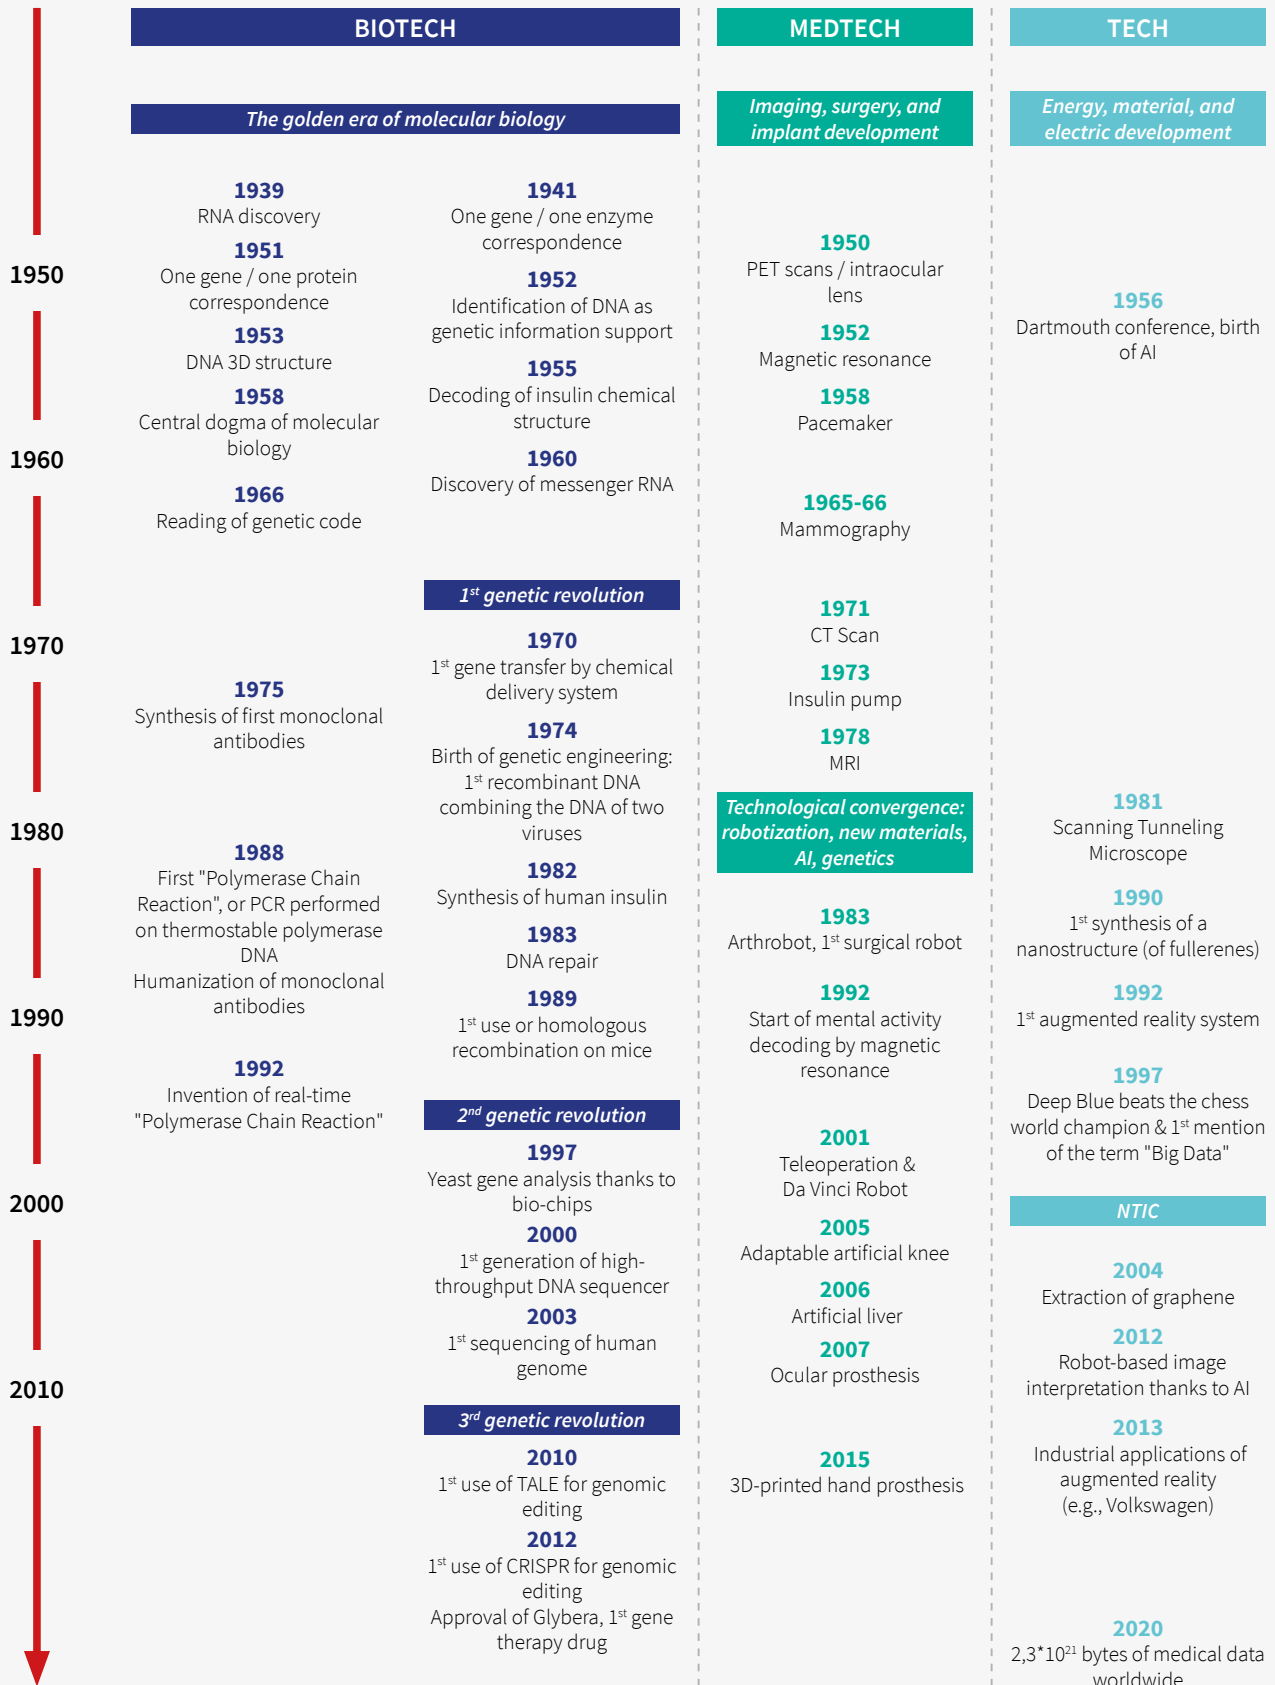 BIOTECH
MEDTECH
TECH
The golden era of molecular biology
Imaging, surgery, and
implant development
Energy, material, and
electric development
1950
1960
1970
1980
1990
2000
2010
1939
RNA discovery
1951
One gene / one protein
correspondence
1953
DNA 3D structure
1958
Central dogma of molecular
biology
1966
Reading of genetic code
1975
Synthesis of first monoclonal
antibodies
1988
First "Polymerase Chain
Reaction", or PCR performed
on thermostable polymerase
DNA
Humanization of monoclonal
antibodies
1992
Invention of real-time
"Polymerase Chain Reaction"
1941
One gene / one enzyme
correspondence
1952
Identification of DNA as
genetic information support
1955
Decoding of insulin chemical
structure
1960
Discovery of messenger RNA
1st genetic revolution
1970
1st gene transfer by chemical
delivery system
1974
Birth of genetic engineering:
1st recombinant DNA
combining the DNA of two
viruses
1982
Synthesis of human insulin
1983
DNA repair
1989
1st use or homologous
recombination on mice
2nd genetic revolution
1997
Yeast gene analysis thanks to
bio-chips
2000
1st generation of high-
throughput DNA sequencer
2003
1st sequencing of human
genome
3rd genetic revolution
2010
1st use of TALE for genomic
editing
2012
1st use of CRISPR for genomic
editing
Approval of Glybera, 1st gene
therapy drug
1950
PET scans / intraocular
lens
1952
Magnetic resonance
1958
Pacemaker
1965-66
Mammography
1971
CT Scan
1973
Insulin pump
1978
MRI
Technological convergence:
robotization, new materials,
AI, genetics
1983
Arthrobot, 1st surgical robot
1992
Start of mental activity
decoding by magnetic
resonance
2001
Teleoperation &
Da Vinci Robot
2005
Adaptable artificial knee
2006
Artificial liver
2007
Ocular prosthesis
2015
3D-printed hand prosthesis
1956
Dartmouth conference, birth
of AI
1981
Scanning Tunneling
Microscope
1990
1st synthesis of a
nanostructure (of fullerenes)
1992
1st augmented reality system
1997
Deep Blue beats the chess
world champion & 1st mention
of the term "Big Data"
NTIC
2004
Extraction of graphene
2012
Robot-based image
interpretation thanks to AI
2013
Industrial applications of
augmented reality
(e.g., Volkswagen)
2020
2,3*10²¹ bytes of medical data
worldwide